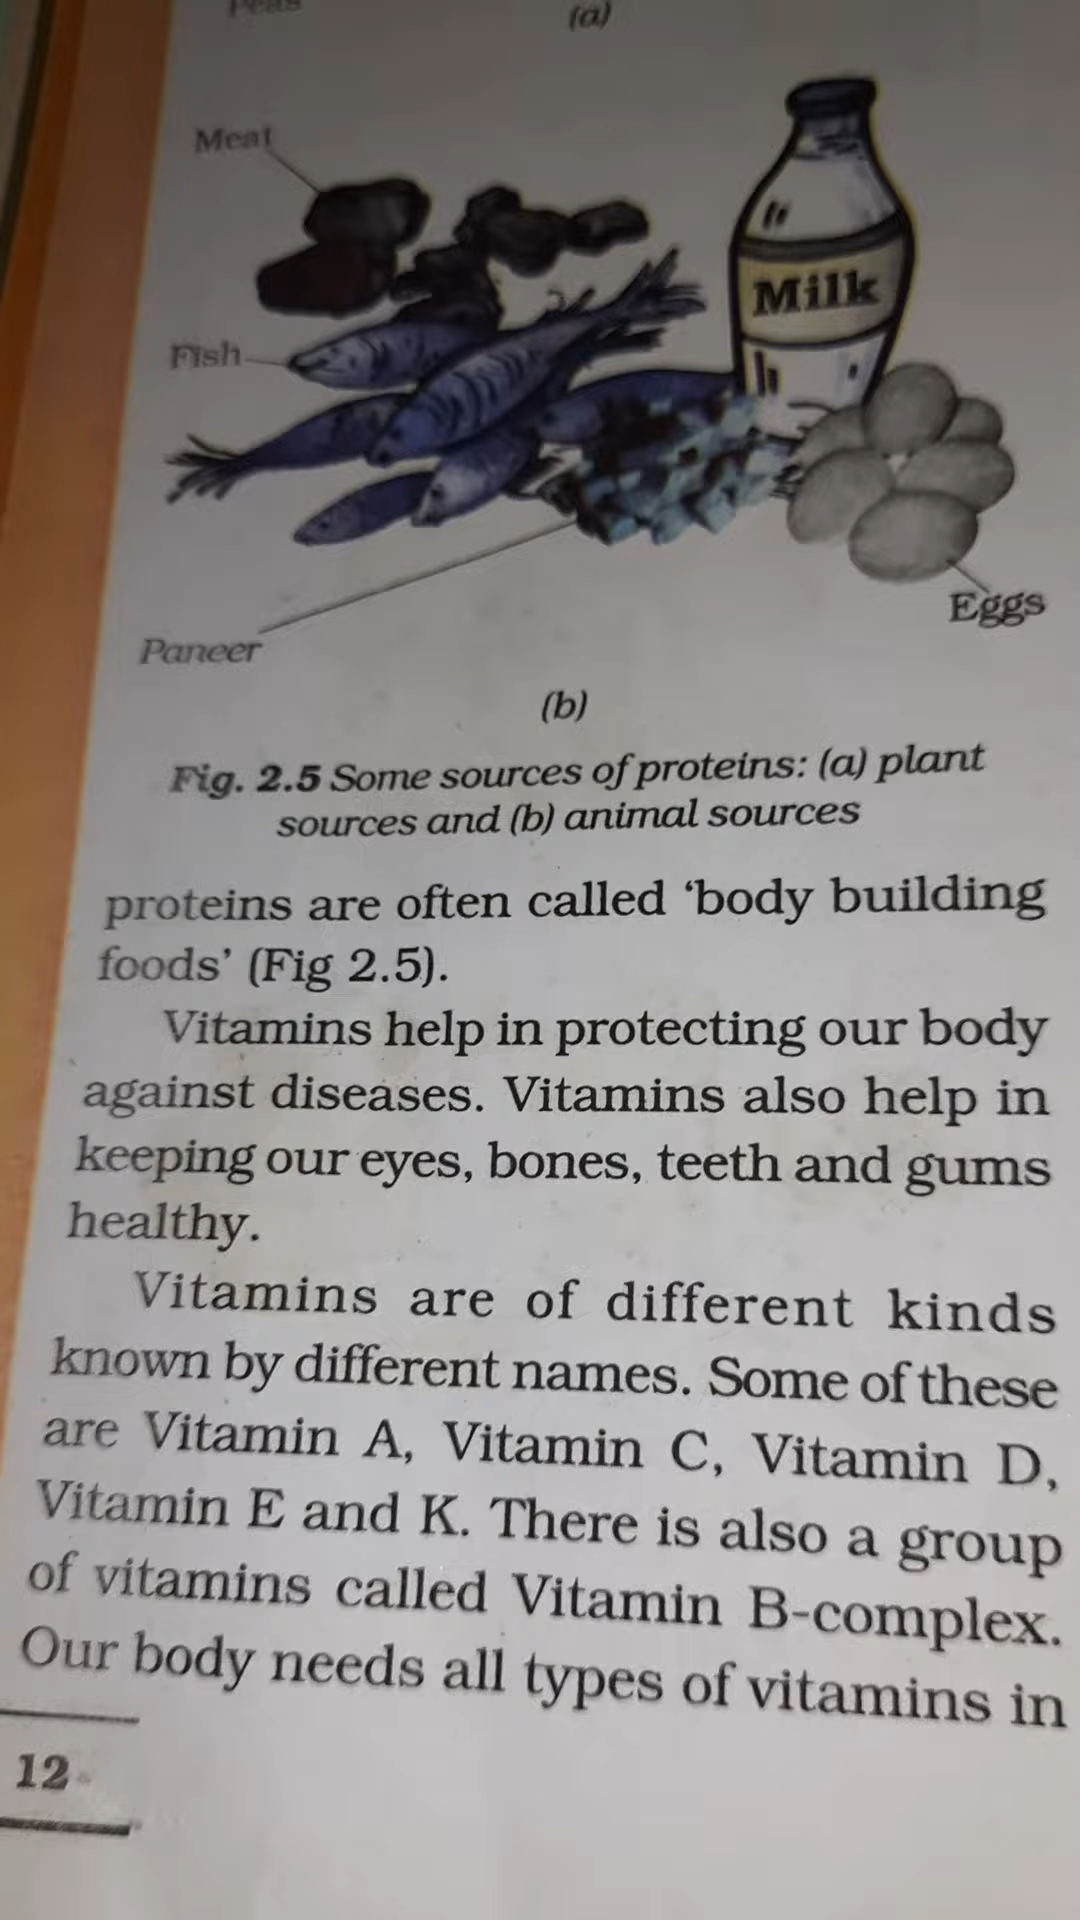 Peas
(a)
Meat
Milk
Fish
Eggs
Paneer
(b)
Fig. 2.5 Some sources of proteins: (a) plant
sources and (b) animal sources
proteins are often called ‘body building
foods’ (Fig 2.5).
Vitamins help in protecting our body
against diseases. Vitamins also help in
keeping our eyes, bones, teeth and gums
healthy.
Vitamins are of different kinds
known by different names. Some of these
are Vitamin A, Vitamin C, Vitamin D,
Vitamin E and K. There is also a group
of vitamins called Vitamin B-complex.
Our body needs all types of vitamins in
12